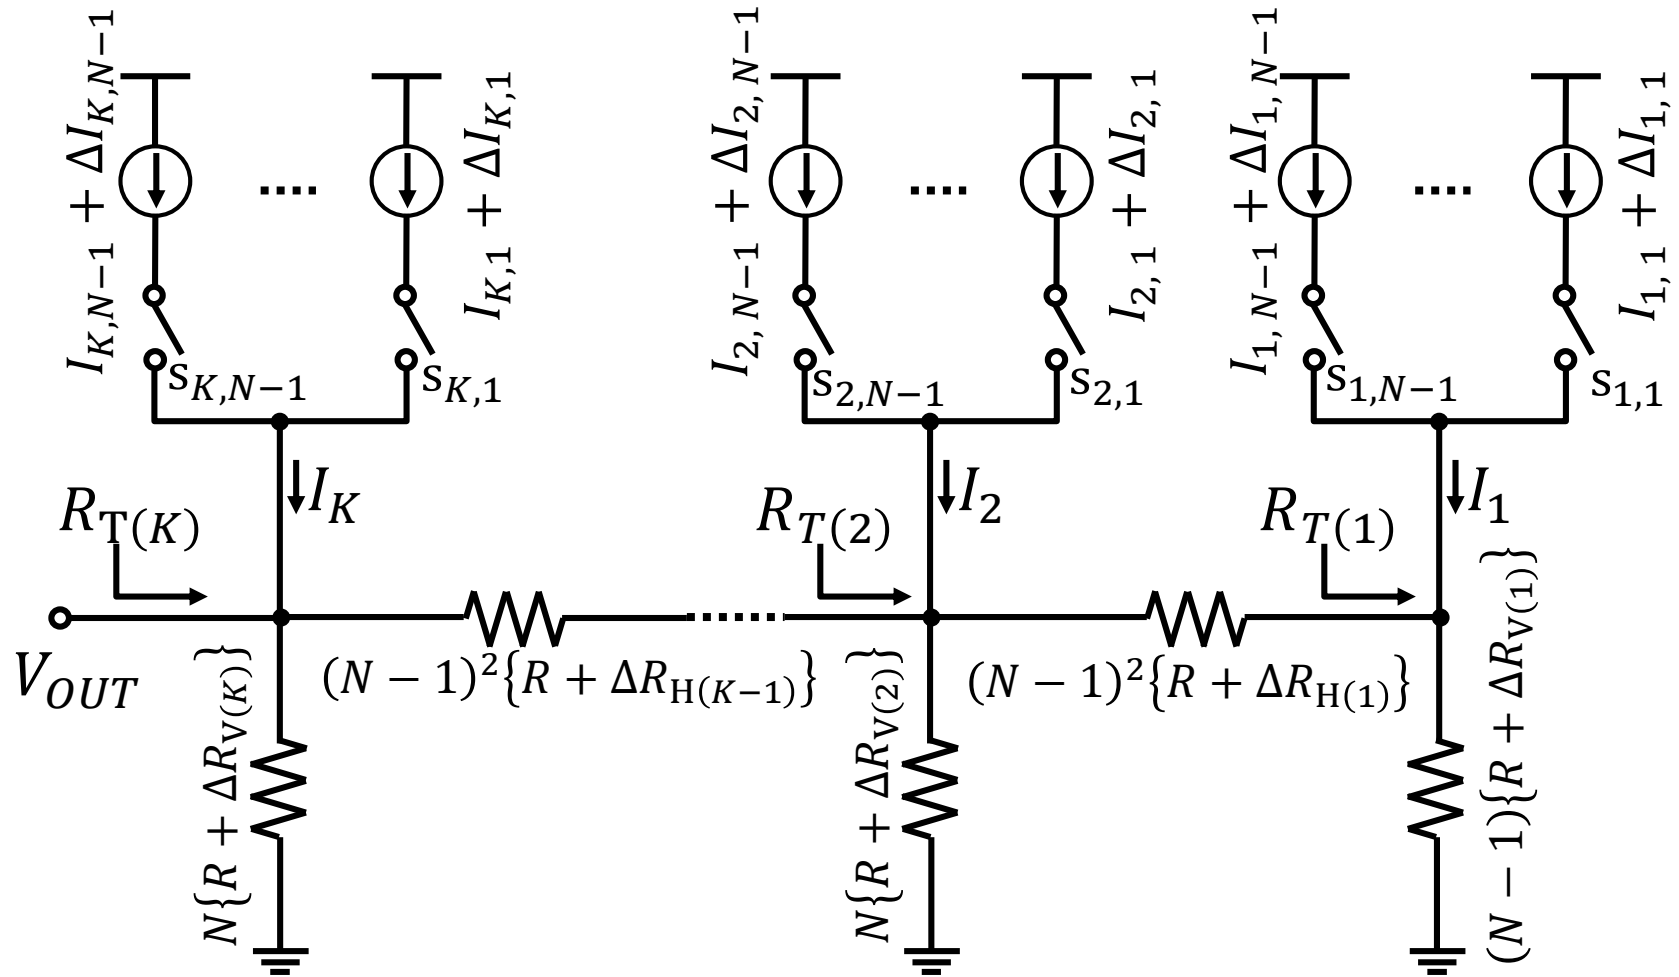 I_{K,N−1} + ΔI_{K,N−1}
I_{K,1} + ΔI_{K,1}
I_{2,N−1} + ΔI_{2,N−1}
I_{2,1} + ΔI_{2,1}
I_{1,N−1} + ΔI_{1,N−1}
I_{1,1} + ΔI_{1,1}
s_{K,N−1}
s_{K,1}
s_{2,N−1}
s_{2,1}
s_{1,N−1}
s_{1,1}
I_K
I_2
I_1
R_{T(K)}
R_{T(2)}
R_{T(1)}
V_{OUT}
(N − 1)²{R + ΔR_{H(K−1)}}
(N − 1)²{R + ΔR_{H(1)}}
N{R + ΔR_{V(K)}}
N{R + ΔR_{V(2)}}
(N − 1){R + ΔR_{V(1)}}